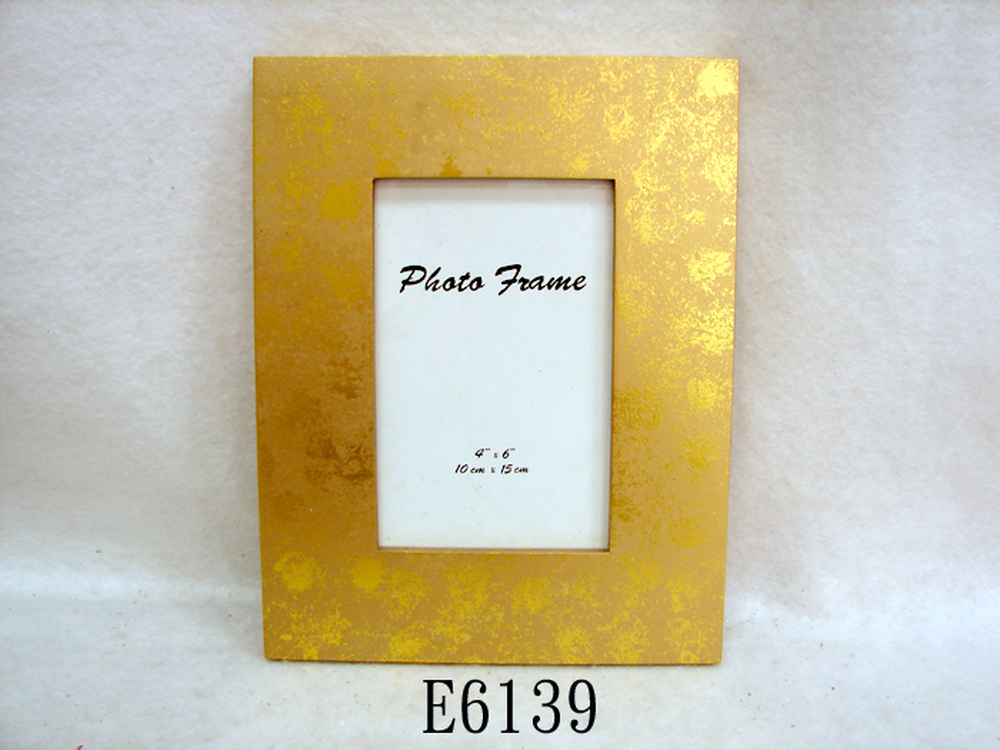 Photo Frame
4" x 6"
10 cm x 15 cm
E6139